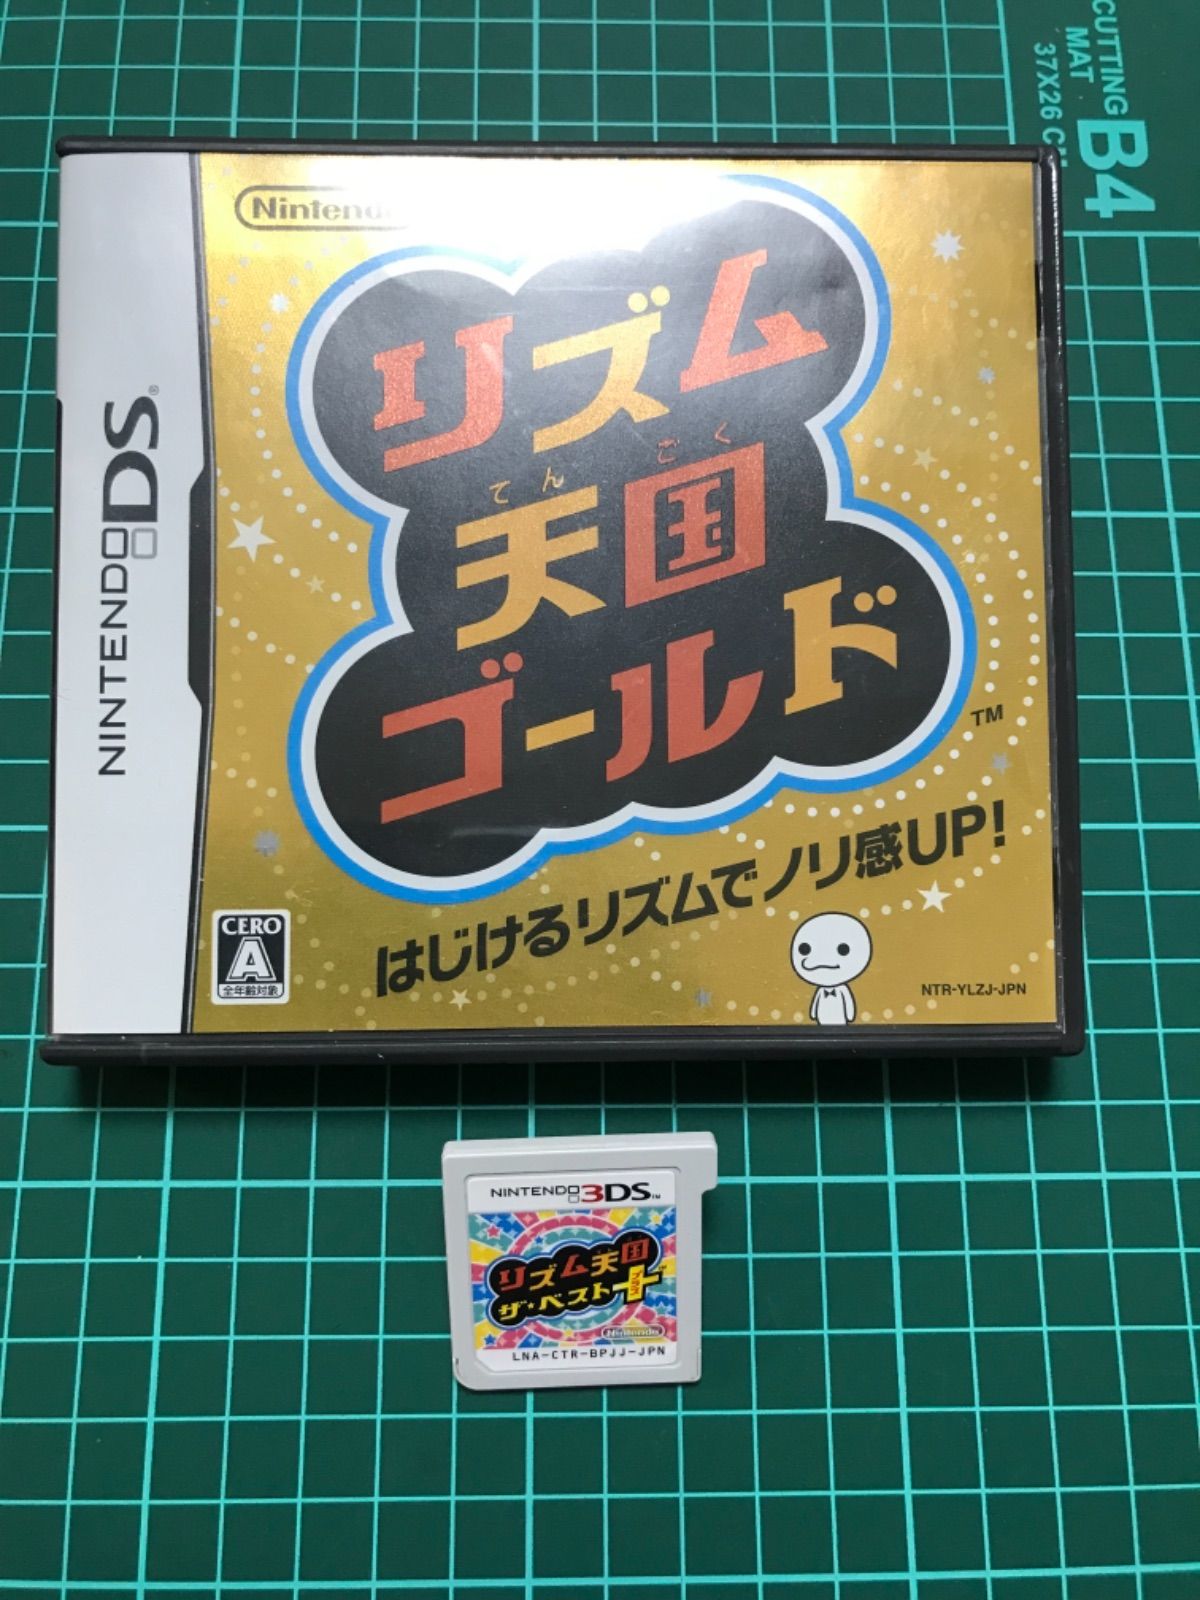 CUTTING
MAT
37X26 C
B4
Nintend
リズム
てんごく
天国
ゴールド
TM
はじけるリズムでノリ感UP!
NINTENDO DS®
CERO
A
全年齢対象
NTR-YLZJ-JPN
NINTENDO 3DS™
リズム天国
ザ★ベスト+
プラス
Nintendo
LNA-CTR-BPJJ-JPN